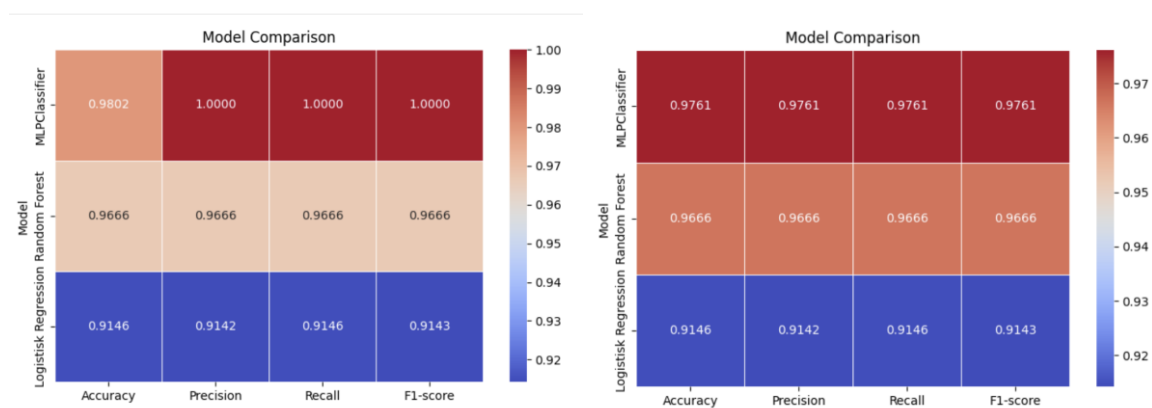 Model Comparison
MLPClassifier
0.9802 1.0000 1.0000 1.0000
Random Forest
0.9666 0.9666 0.9666 0.9666
Logistisk Regression
0.9146 0.9142 0.9146 0.9143
Model
Accuracy Precision Recall F1-score
1.00
0.99
0.98
0.97
0.96
0.95
0.94
0.93
0.92
Model Comparison
MLPClassifier
0.9761 0.9761 0.9761 0.9761
Random Forest
0.9666 0.9666 0.9666 0.9666
Logistisk Regression
0.9146 0.9142 0.9146 0.9143
Model
Accuracy Precision Recall F1-score
0.97
0.96
0.95
0.94
0.93
0.92